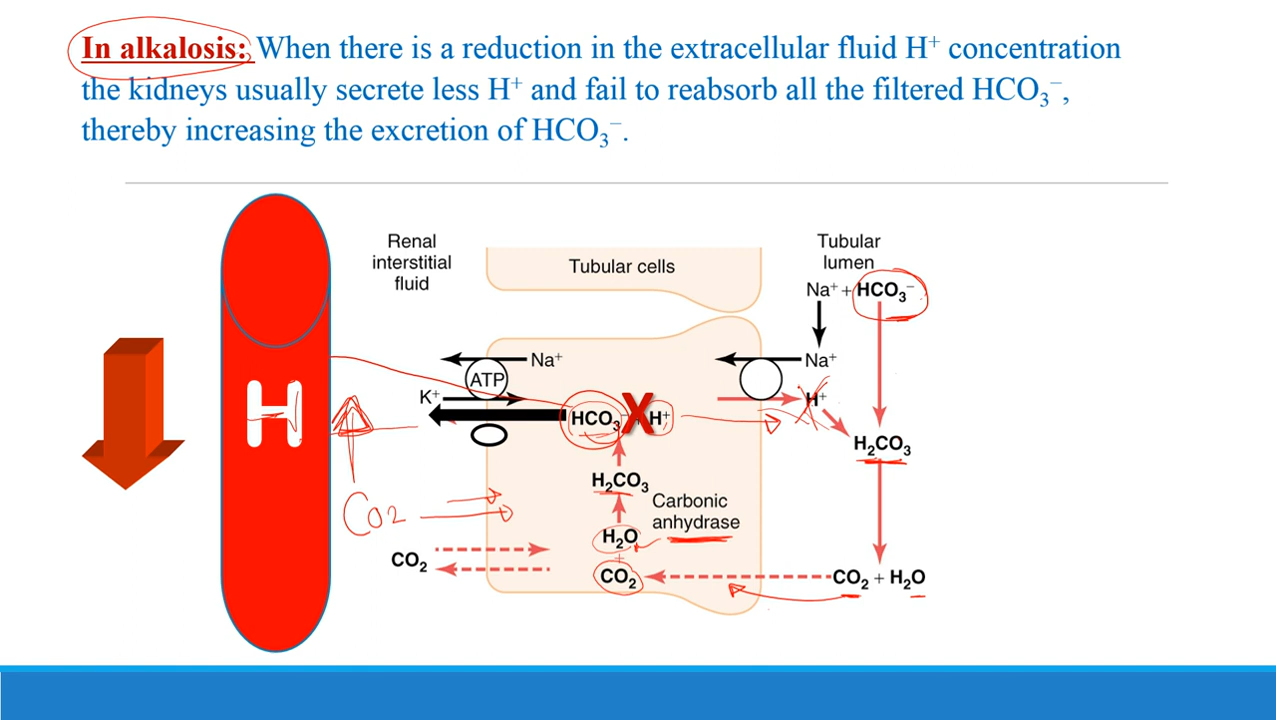 In alkalosis: When there is a reduction in the extracellular fluid H⁺ concentration
the kidneys usually secrete less H⁺ and fail to reabsorb all the filtered HCO₃⁻,
thereby increasing the excretion of HCO₃⁻.
Renal
interstitial
fluid
Tubular cells
Tubular
lumen
Na⁺ + HCO₃⁻
Na⁺
Na⁺
ATP
K⁺
H⁺
H
HCO₃⁻ X H⁺
H₂CO₃
H₂CO₃
Carbonic
anhydrase
Co2
H₂O
+
CO₂
CO₂
CO₂ + H₂O